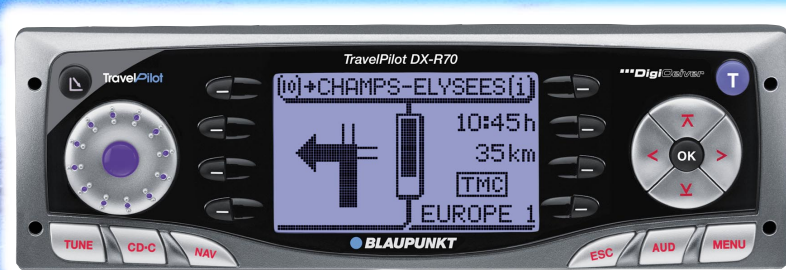 TravelPilot DX-R70
TravelPilot
DigiCeiver
T
(io)→CHAMPS-ELYSEES(i)
10:45h
35km
TMC
EUROPE 1
OK
BLAUPUNKT
TUNE
CD•C
NAV
ESC
AUD
MENU